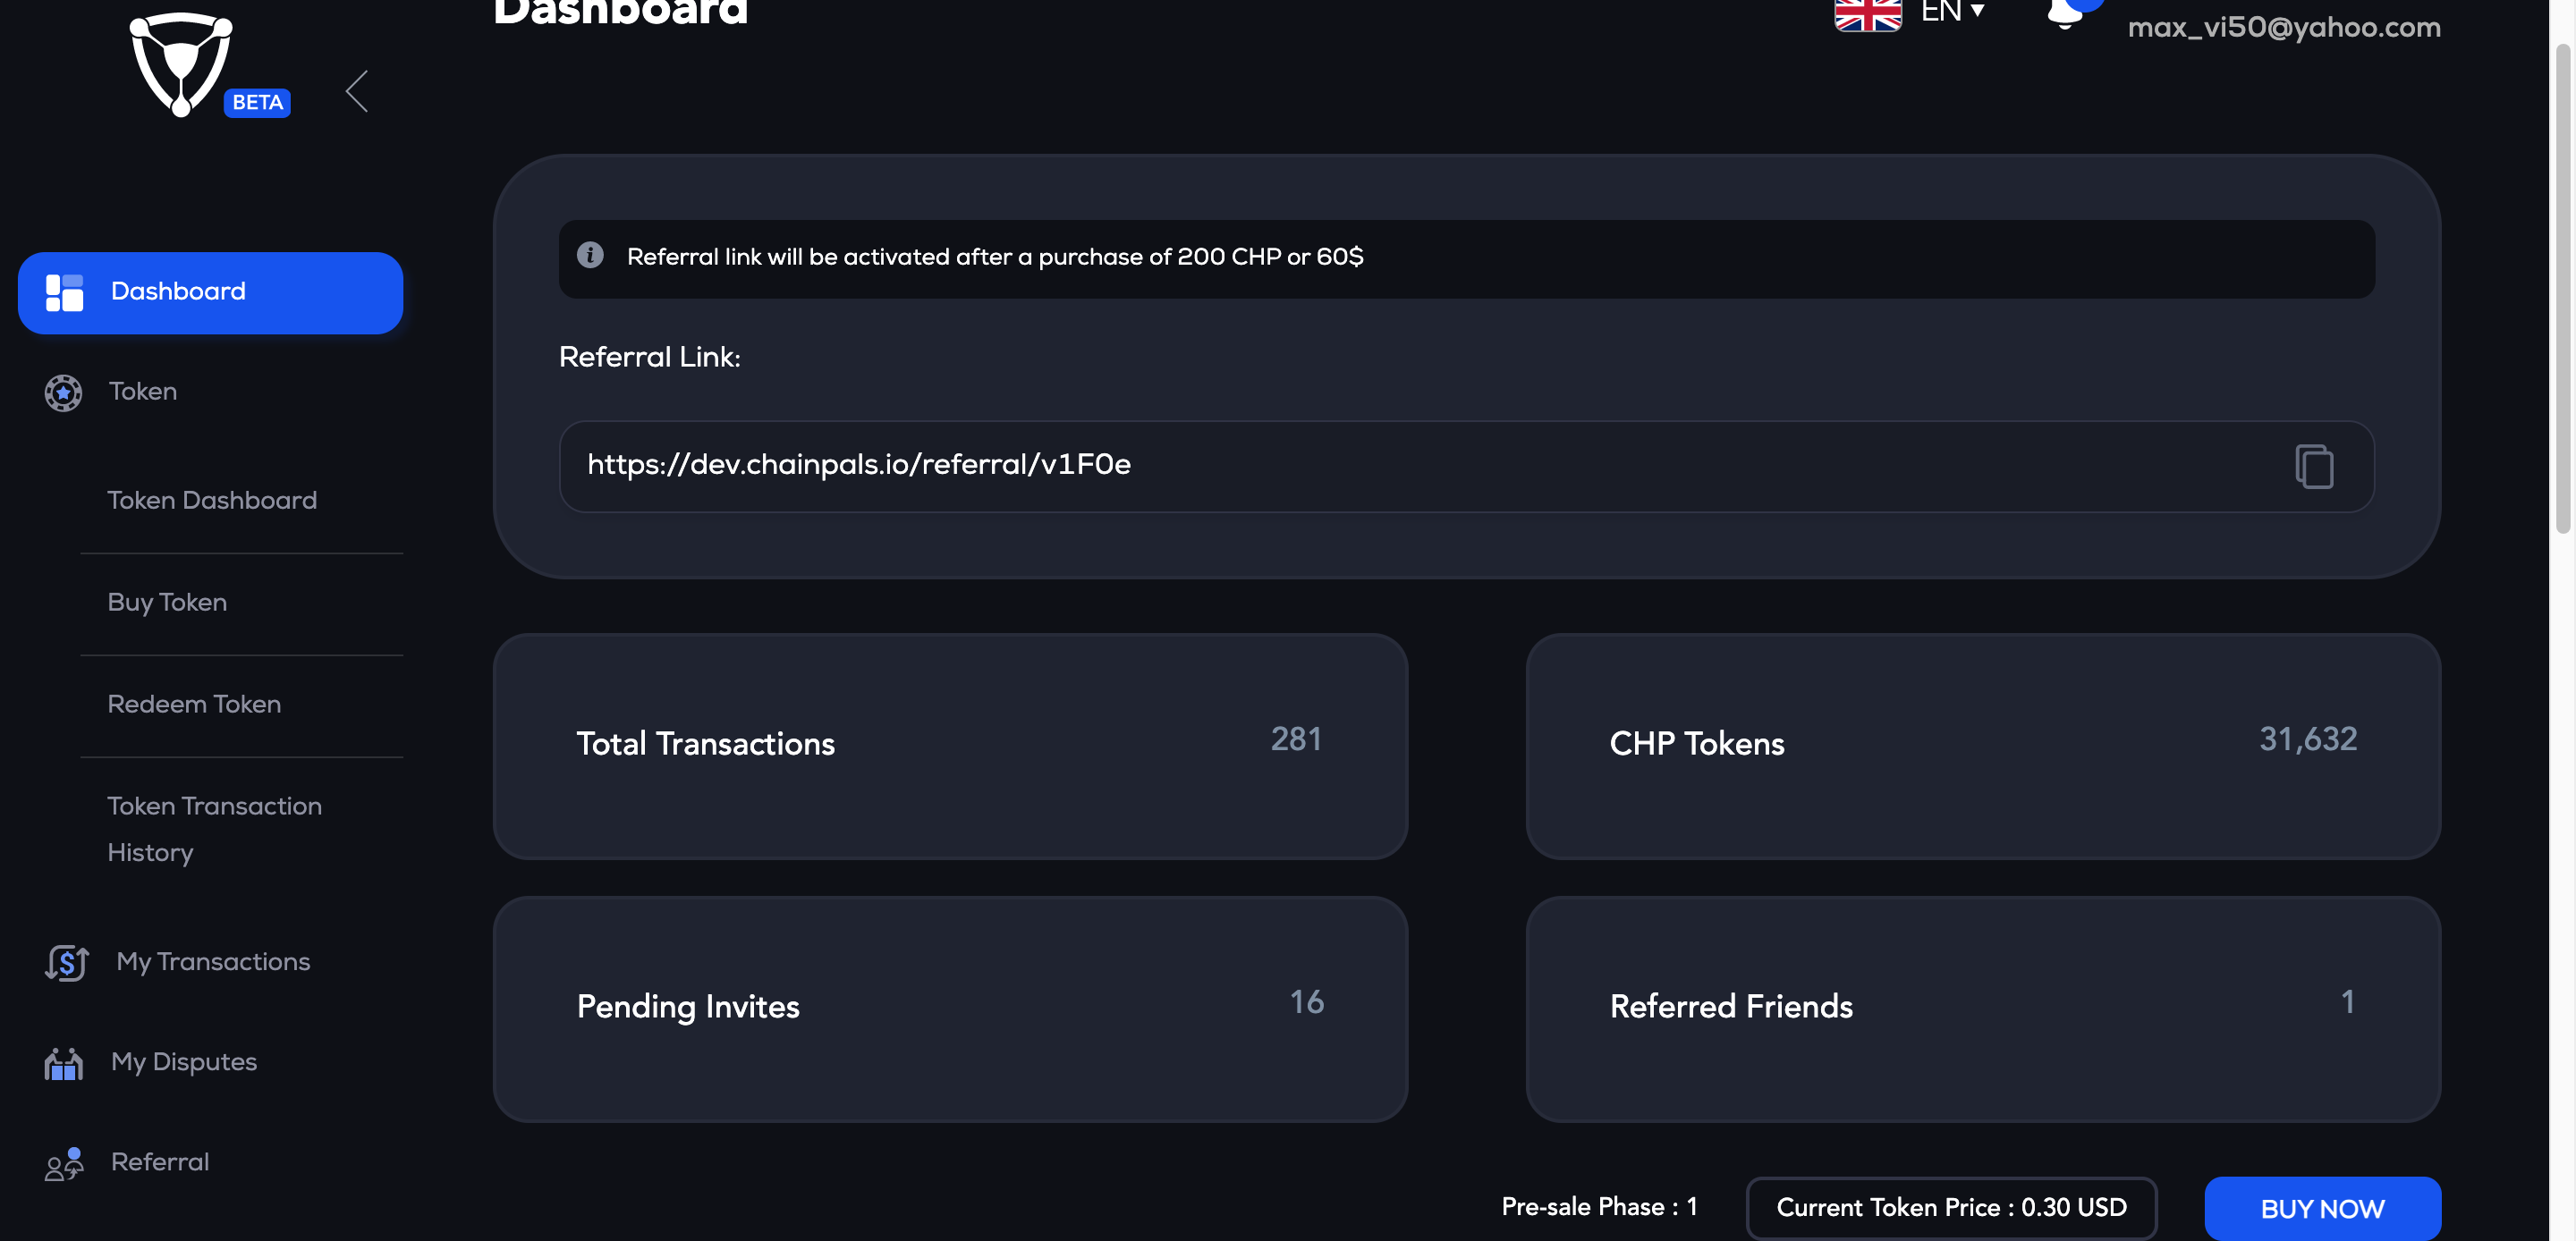 Dashboard
EN
max_vi50@yahoo.com
BETA
Dashboard
Token
Token Dashboard
Buy Token
Redeem Token
Token Transaction
History
My Transactions
My Disputes
Referral
Referral link will be activated after a purchase of 200 CHP or 60$
Referral Link:
https://dev.chainpals.io/referral/v1F0e
Total Transactions
281
CHP Tokens
31,632
Pending Invites
16
Referred Friends
1
Pre-sale Phase : 1
Current Token Price : 0.30 USD
BUY NOW